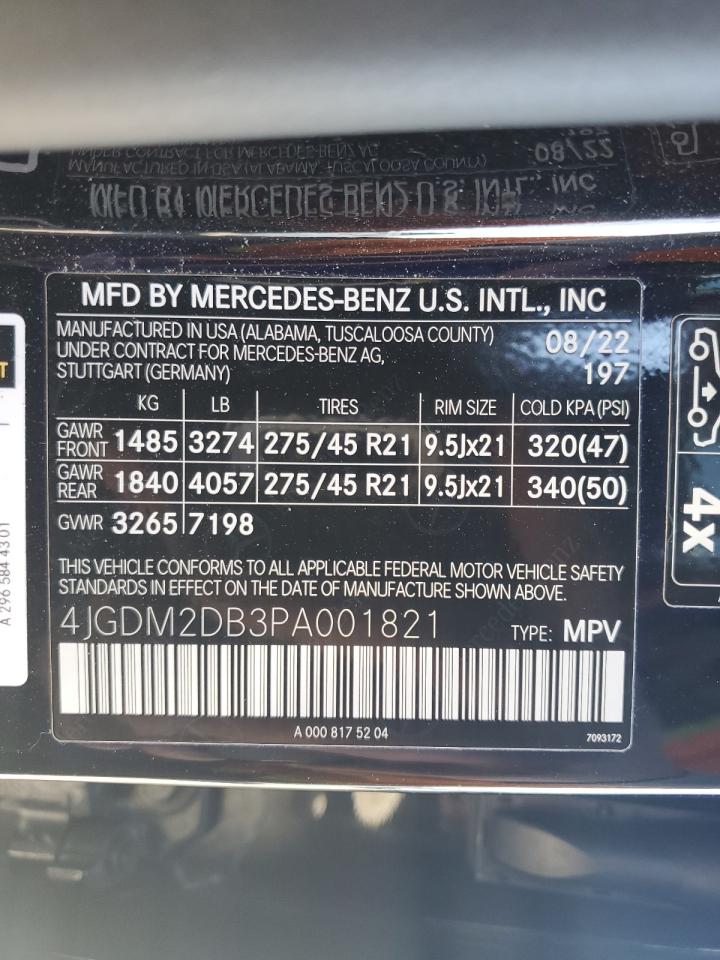 MFD BY MERCEDES-BENZ U.S. INTL., INC
MANUFACTURED IN USA (ALABAMA, TUSCALOOSA COUNTY) 08/22
UNDER CONTRACT FOR MERCEDES-BENZ AG,
STUTTGART (GERMANY) 197
KG LB TIRES RIM SIZE COLD KPA (PSI)
GAWR FRONT 1485 3274 275/45 R21 9.5Jx21 320(47)
GAWR REAR 1840 4057 275/45 R21 9.5Jx21 340(50)
GVWR 3265 7198
THIS VEHICLE CONFORMS TO ALL APPLICABLE FEDERAL MOTOR VEHICLE SAFETY
STANDARDS IN EFFECT ON THE DATE OF MANUFACTURE SHOWN ABOVE.
4JGDM2DB3PA001821 TYPE: MPV
A 000 817 52 04 7093172
A 296 584 43 01
4x